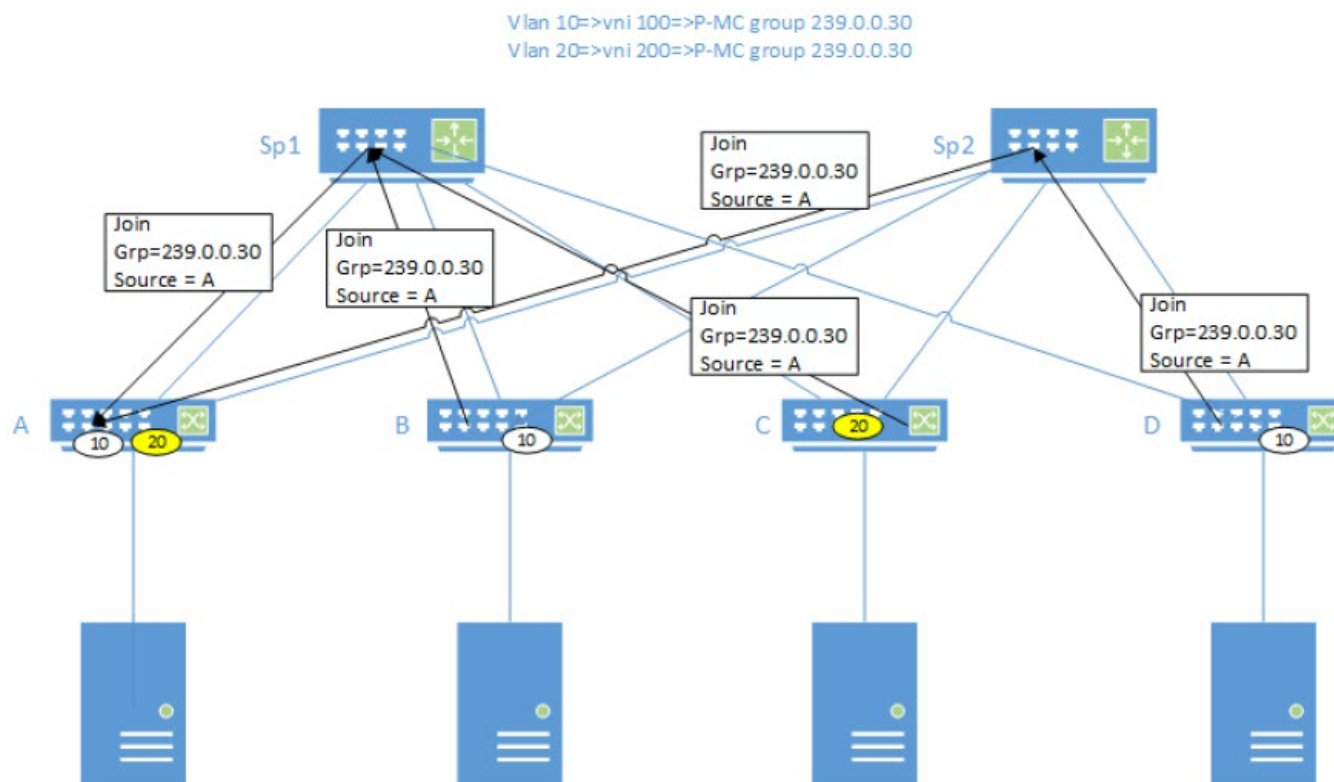 Vlan 10=>vni 100=>P-MC group 239.0.0.30
Vlan 20=>vni 200=>P-MC group 239.0.0.30
Sp1
Sp2
Join
Grp=239.0.0.30
Source = A
Join
Grp=239.0.0.30
Source = A
Join
Grp=239.0.0.30
Source = A
Join
Grp=239.0.0.30
Source = A
Join
Grp=239.0.0.30
Source = A
A
10
20
B
10
C
20
D
10